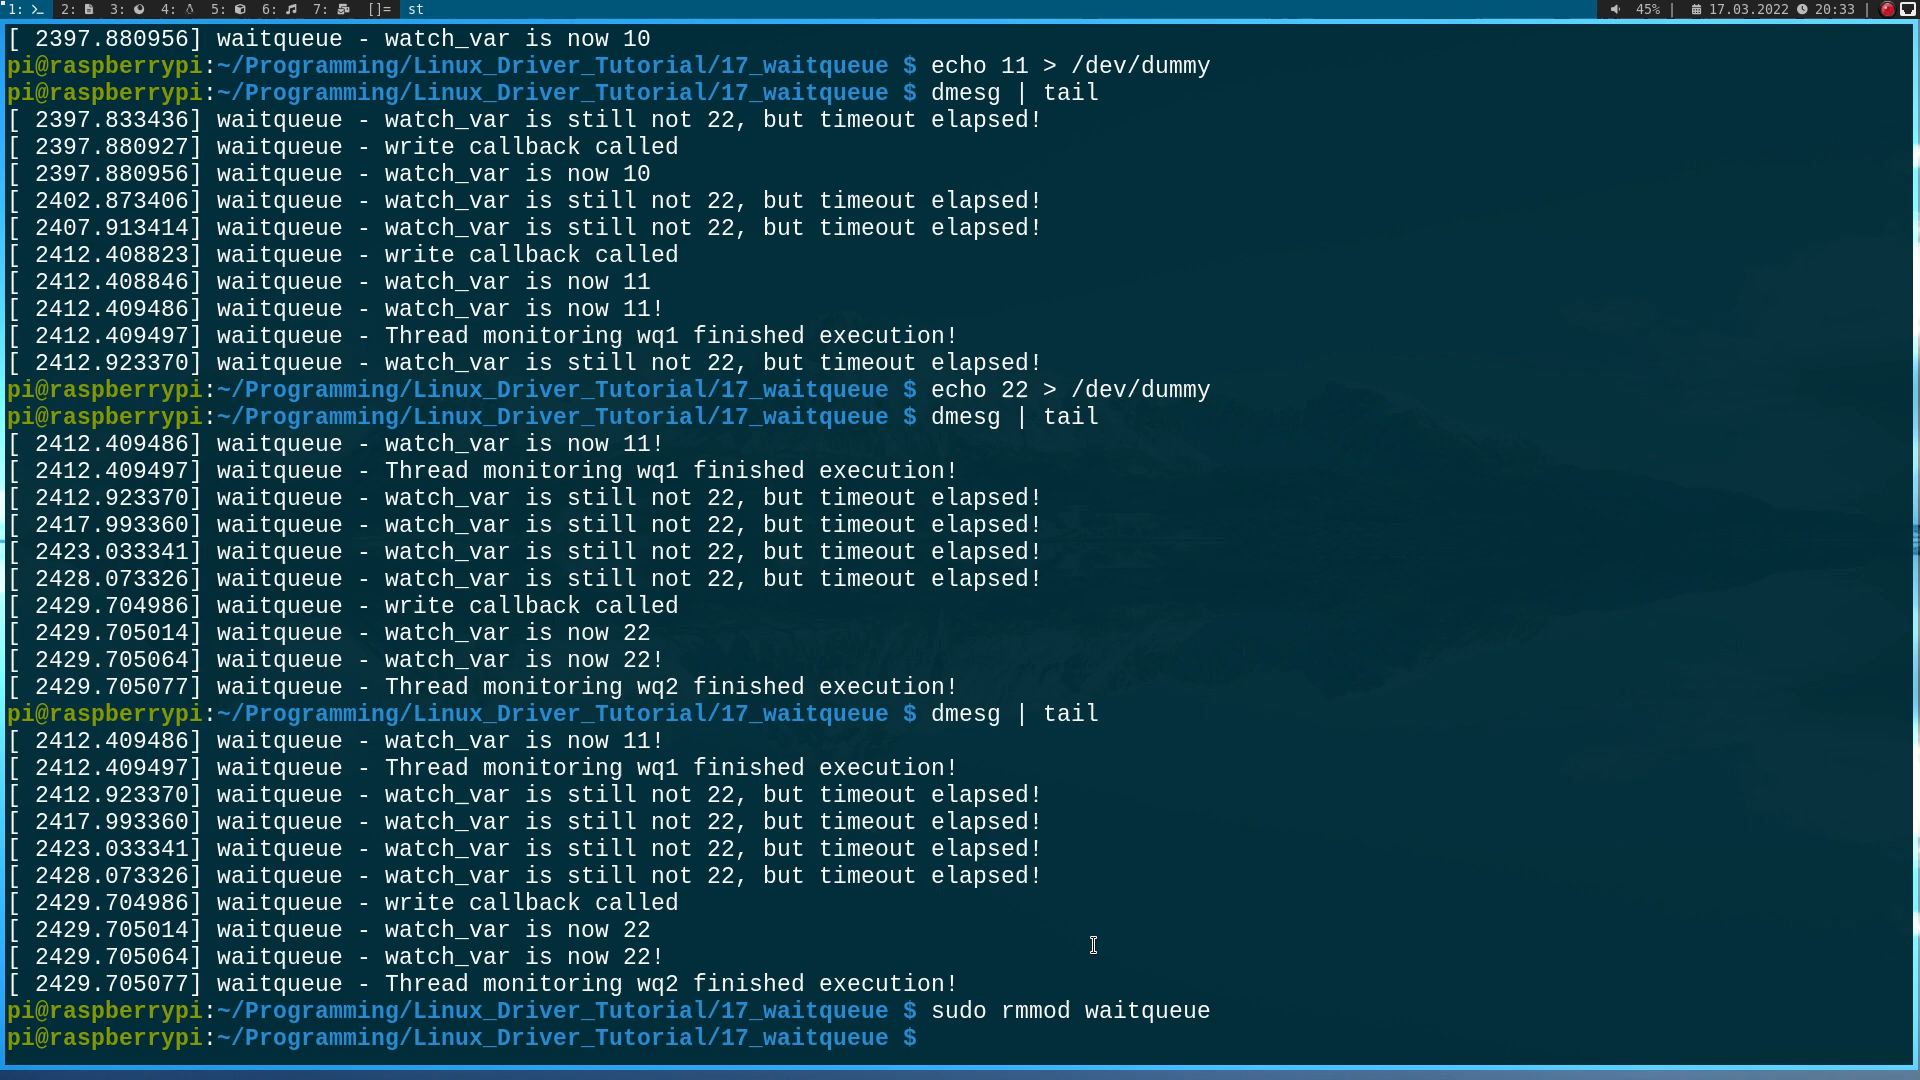 1: 2: 3: 4: 5: 6: 7: []= st 45% | 17.03.2022 20:33 |
[ 2397.880956] waitqueue - watch_var is now 10
pi@raspberrypi:~/Programming/Linux_Driver_Tutorial/17_waitqueue $ echo 11 > /dev/dummy
pi@raspberrypi:~/Programming/Linux_Driver_Tutorial/17_waitqueue $ dmesg | tail
[ 2397.833436] waitqueue - watch_var is still not 22, but timeout elapsed!
[ 2397.880927] waitqueue - write callback called
[ 2397.880956] waitqueue - watch_var is now 10
[ 2402.873406] waitqueue - watch_var is still not 22, but timeout elapsed!
[ 2407.913414] waitqueue - watch_var is still not 22, but timeout elapsed!
[ 2412.408823] waitqueue - write callback called
[ 2412.408846] waitqueue - watch_var is now 11
[ 2412.409486] waitqueue - watch_var is now 11!
[ 2412.409497] waitqueue - Thread monitoring wq1 finished execution!
[ 2412.923370] waitqueue - watch_var is still not 22, but timeout elapsed!
pi@raspberrypi:~/Programming/Linux_Driver_Tutorial/17_waitqueue $ echo 22 > /dev/dummy
pi@raspberrypi:~/Programming/Linux_Driver_Tutorial/17_waitqueue $ dmesg | tail
[ 2412.409486] waitqueue - watch_var is now 11!
[ 2412.409497] waitqueue - Thread monitoring wq1 finished execution!
[ 2412.923370] waitqueue - watch_var is still not 22, but timeout elapsed!
[ 2417.993360] waitqueue - watch_var is still not 22, but timeout elapsed!
[ 2423.033341] waitqueue - watch_var is still not 22, but timeout elapsed!
[ 2428.073326] waitqueue - watch_var is still not 22, but timeout elapsed!
[ 2429.704986] waitqueue - write callback called
[ 2429.705014] waitqueue - watch_var is now 22
[ 2429.705064] waitqueue - watch_var is now 22!
[ 2429.705077] waitqueue - Thread monitoring wq2 finished execution!
pi@raspberrypi:~/Programming/Linux_Driver_Tutorial/17_waitqueue $ dmesg | tail
[ 2412.409486] waitqueue - watch_var is now 11!
[ 2412.409497] waitqueue - Thread monitoring wq1 finished execution!
[ 2412.923370] waitqueue - watch_var is still not 22, but timeout elapsed!
[ 2417.993360] waitqueue - watch_var is still not 22, but timeout elapsed!
[ 2423.033341] waitqueue - watch_var is still not 22, but timeout elapsed!
[ 2428.073326] waitqueue - watch_var is still not 22, but timeout elapsed!
[ 2429.704986] waitqueue - write callback called
[ 2429.705014] waitqueue - watch_var is now 22
[ 2429.705064] waitqueue - watch_var is now 22!
[ 2429.705077] waitqueue - Thread monitoring wq2 finished execution!
pi@raspberrypi:~/Programming/Linux_Driver_Tutorial/17_waitqueue $ sudo rmmod waitqueue
pi@raspberrypi:~/Programming/Linux_Driver_Tutorial/17_waitqueue $